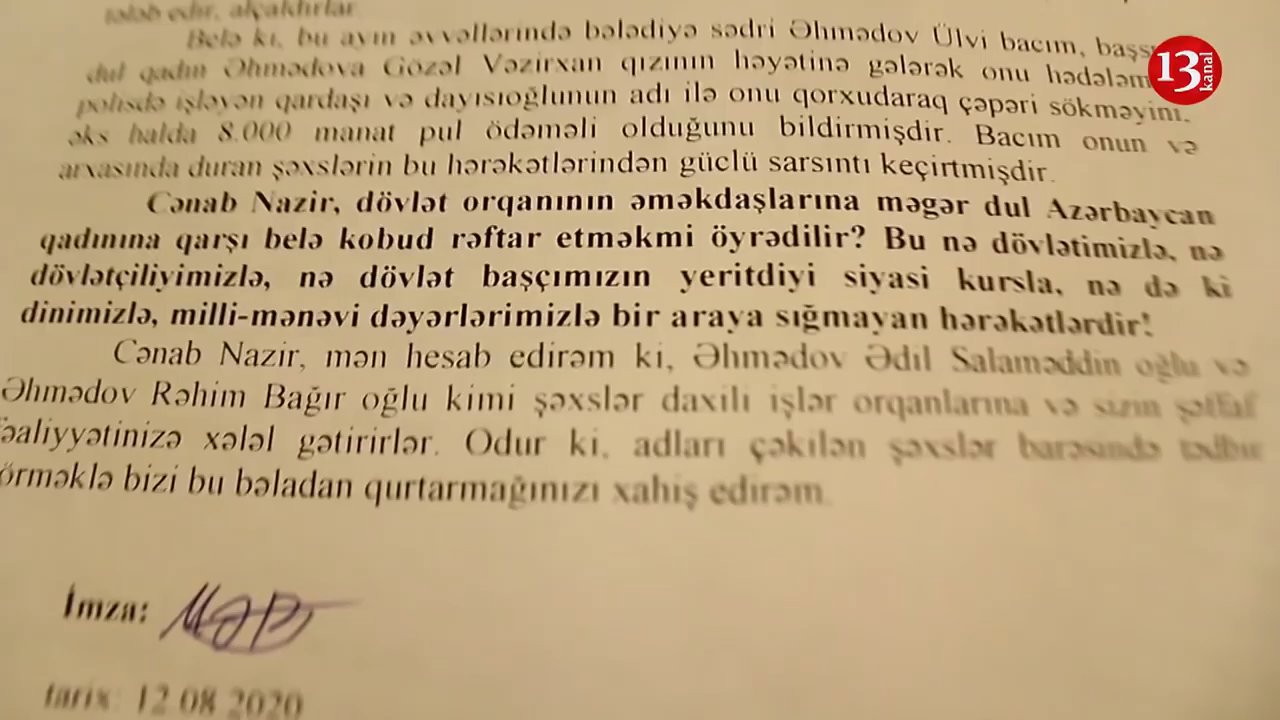 tələb edir, alçaldırlar.
Belə ki, bu ayın əvvəllərində bələdiyə sədri Əhmədov Ülvi bacım, başsız
dul qadın Əhmədova Gözəl Vəzirxan qızının həyətinə gələrək onu hədələmiş
polisdə işləyən qardaşı və dayısıoğlunun adı ilə onu qorxudaraq çəpəri sökməyini,
əks halda 8.000 manat pul ödəməli olduğunu bildirmişdir. Bacım onun və
arxasında duran şəxslərin bu hərəkətlərindən güclü sarsıntı keçirtmişdir.
Cənab Nazir, dövlət orqanının əməkdaşlarına məgər dul Azərbaycan
qadınına qarşı belə kobud rəftar etməkmi öyrədilir? Bu nə dövlətimizlə, nə
dövlətçiliyimizlə, nə dövlət başçımızın yeritdiyi siyasi kursla, nə də ki
dinimizlə, milli-mənəvi dəyərlərimizlə bir araya sığmayan hərəkətlərdir!
Cənab Nazir, mən hesab edirəm ki, Əhmədov Ədil Salaməddin oğlu və
Əhmədov Rəhim Bağır oğlu kimi şəxslər daxili işlər orqanlarına və sizin şəffaf
fəaliyyətinizə xələl gətirirlər. Odur ki, adları çəkilən şəxslər barəsində tədbir
görməklə bizi bu bəladan qurtarmağınızı xahiş edirəm.
İmza:
tarix: 12.08.2020
13 kanal